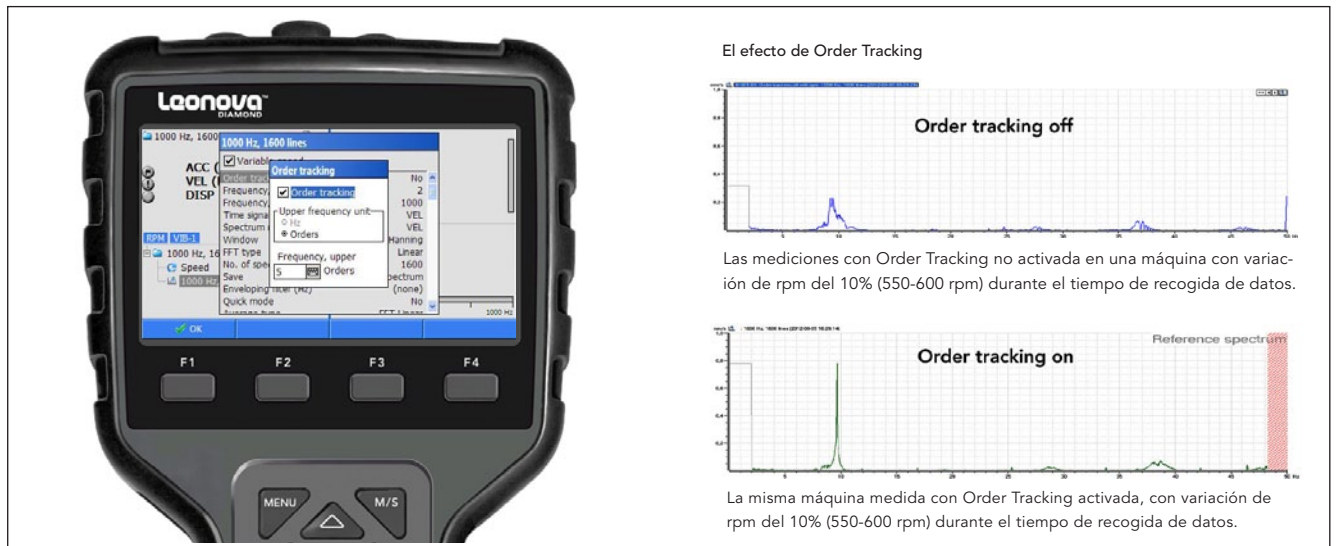 Leonova
DIAMOND
1000 Hz, 1600
1000 Hz, 1600 lines
ACC (
VEL (
DISP
Order tracking
No
Order tracking
Frequency,
2
Frequency,
1000
Time signa
VEL
Upper frequency unit
Hz
Orders
Spectrum
VEL
Window
Hanning
FFT type
Linear
Frequency, upper
No. of spe
1600
5
Orders
Save
Enveloping filter (Hz)
(none)
Quick mode
No
RPM
VIB-1
1000 Hz, 16
Speed
1000 Hz
1000 Hz
OK
F1
F2
F3
F4
MENU
M/S
El efecto de Order Tracking
Order tracking off
Las mediciones con Order Tracking no activada en una máquina con variac-
ión de rpm del 10% (550-600 rpm) durante el tiempo de recogida de datos.
Reference spectrum
Order tracking on
La misma máquina medida con Order Tracking activada, con variación de
rpm del 10% (550-600 rpm) durante el tiempo de recogida de datos.